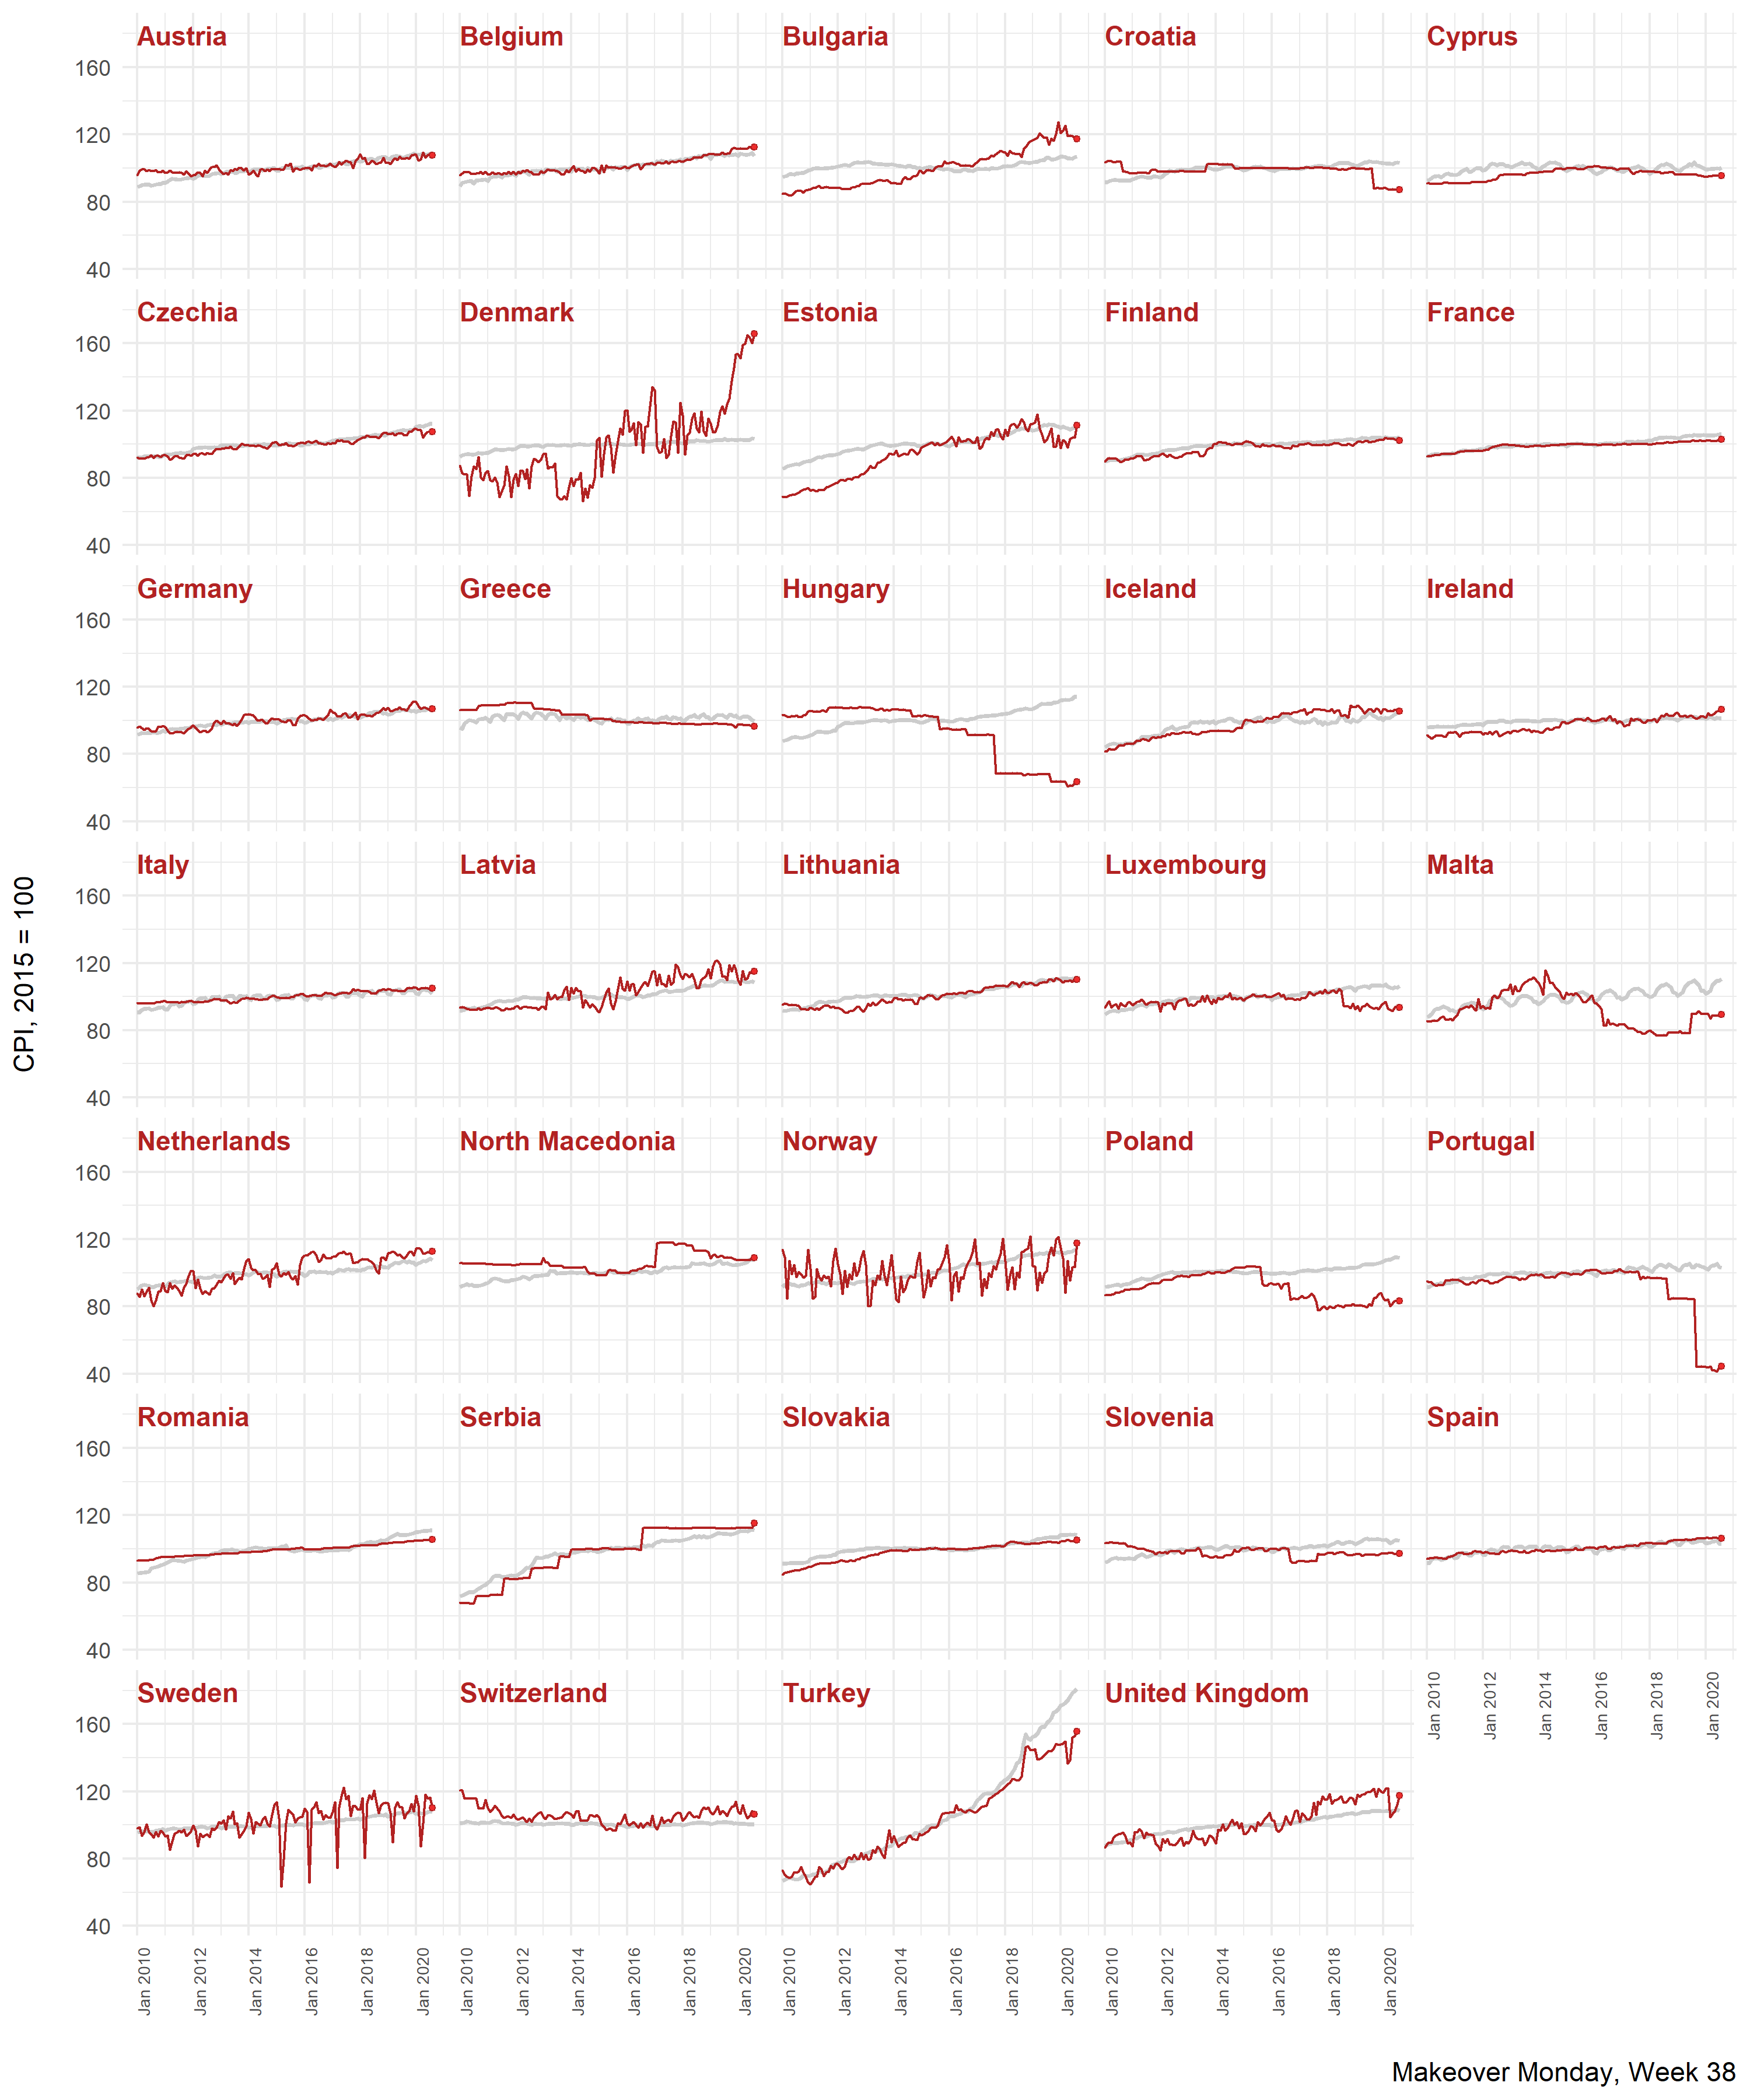 Austria Belgium Bulgaria Croatia Cyprus
160
120
80
40
Czechia Denmark Estonia Finland France
160
120
80
40
Germany Greece Hungary Iceland Ireland
160
120
80
40
Italy Latvia Lithuania Luxembourg Malta
160
120
80
40
CPI, 2015 = 100
Netherlands North Macedonia Norway Poland Portugal
160
120
80
40
Romania Serbia Slovakia Slovenia Spain
160
120
80
40
Jan 2010 Jan 2012 Jan 2014 Jan 2016 Jan 2018 Jan 2020
Sweden Switzerland Turkey United Kingdom
160
120
80
40
Jan 2010 Jan 2012 Jan 2014 Jan 2016 Jan 2018 Jan 2020 Jan 2010 Jan 2012 Jan 2014 Jan 2016 Jan 2018 Jan 2020 Jan 2010 Jan 2012 Jan 2014 Jan 2016 Jan 2018 Jan 2020 Jan 2010 Jan 2012 Jan 2014 Jan 2016 Jan 2018 Jan 2020
Makeover Monday, Week 38